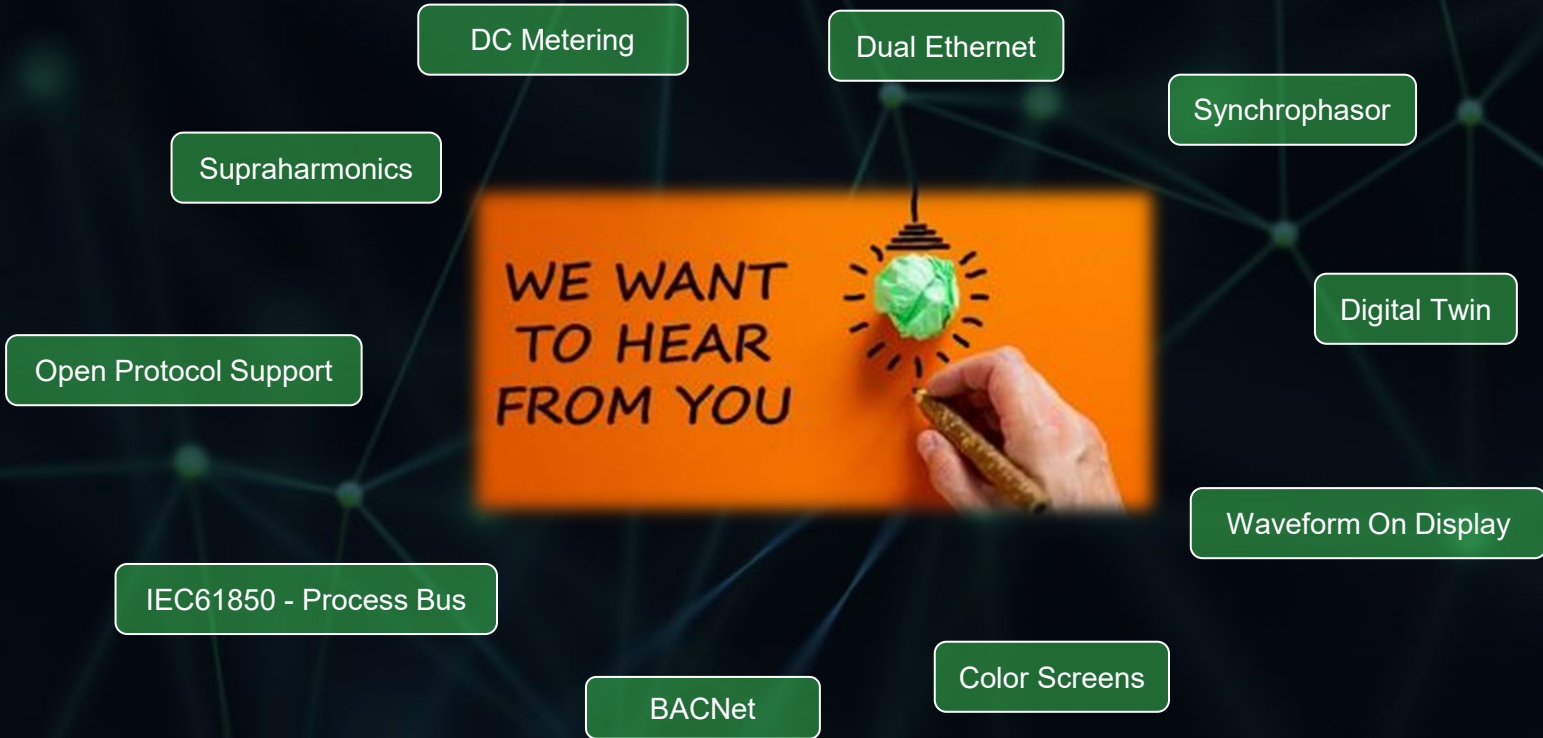 DC Metering
Dual Ethernet
Synchrophasor
Supraharmonics
WE WANT
TO HEAR
FROM YOU
Digital Twin
Open Protocol Support
Waveform On Display
IEC61850 - Process Bus
Color Screens
BACNet